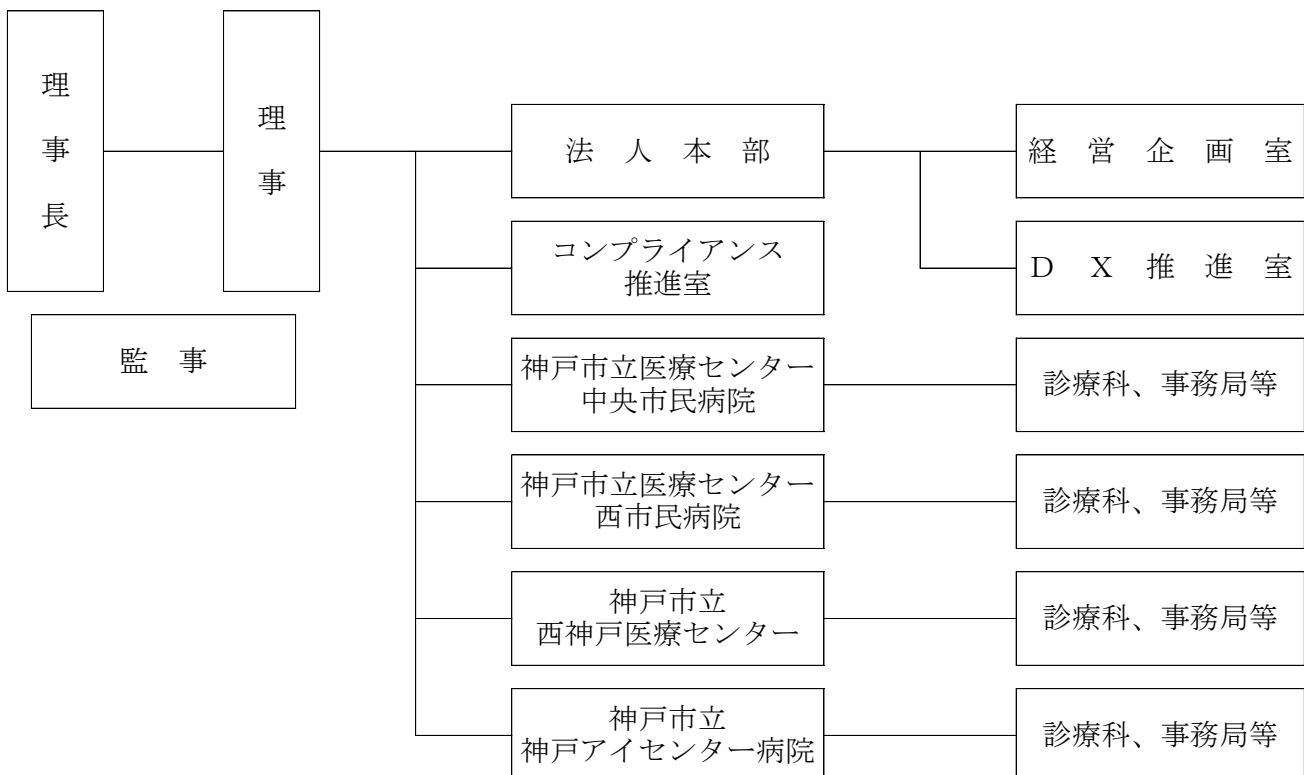 理事長
理事
監事
法人本部
経営企画室
コンプライアンス
推進室
DX推進室
神戸市立医療センター
中央市民病院
診療科、事務局等
神戸市立医療センター
西市民病院
診療科、事務局等
神戸市立
西神戸医療センター
診療科、事務局等
神戸市立
神戸アイセンター病院
診療科、事務局等